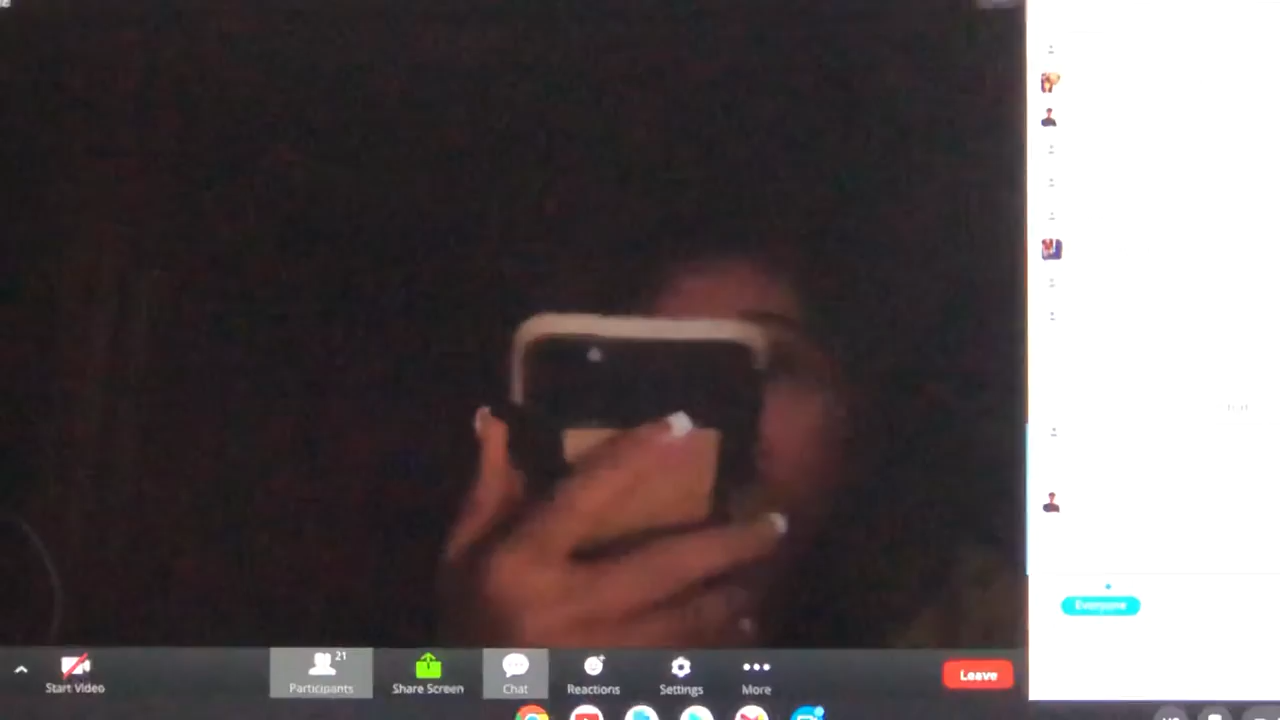 Everyone
21
Start Video
Participants
Share Screen
Chat
Reactions
Settings
More
Leave